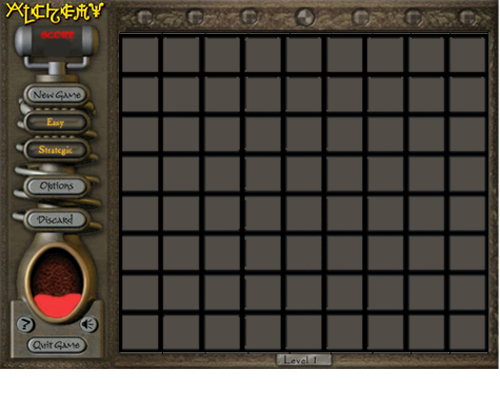 ALCHEMY
SCORE
New Game
Easy
Strategic
Options
Discard
?
Quit Game
Level 1